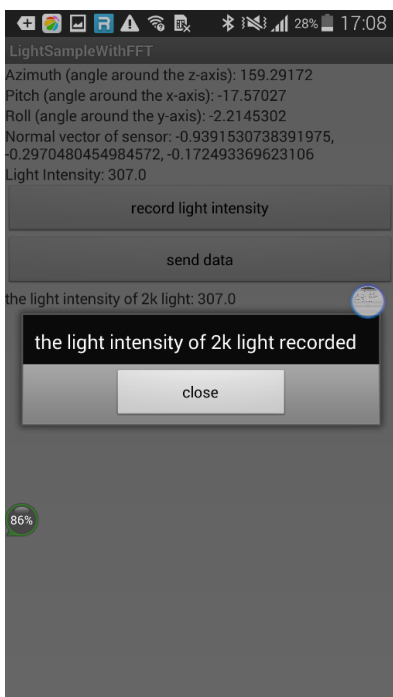 28% 17:08
LightSampleWithFFT
Azimuth (angle around the z-axis): 159.29172
Pitch (angle around the x-axis): -17.57027
Roll (angle around the y-axis): -2.2145302
Normal vector of sensor: -0.9391530738391975,
-0.2970480454984572, -0.172493369623106
Light Intensity: 307.0
record light intensity
send data
the light intensity of 2k light: 307.0
the light intensity of 2k light recorded
close
86%